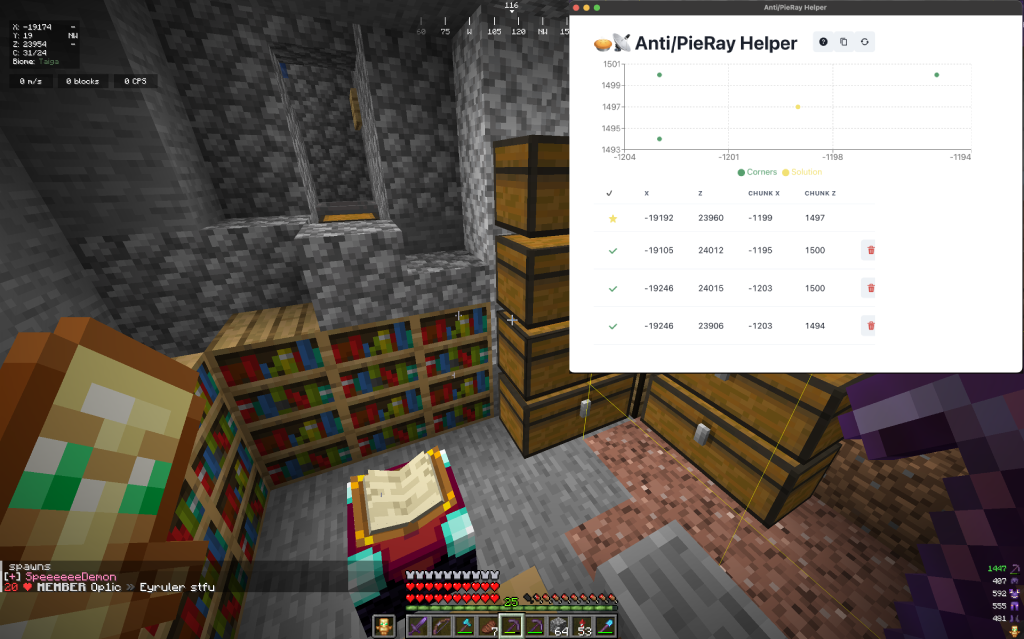 X: -19174 -
Y: 19 NW
Z: 23954 -
C: 31/24
Biome: Taiga
0 m/s 0 blocks 0 CPS
116
60 75 W 105 120 NW 15
Anti/PieRay Helper
Anti/PieRay Helper
1501
1499
1497
1495
1493
-1204 -1201 -1198 -1194
Corners Solution
✓ X Z CHUNK X CHUNK Z
-19192 23960 -1199 1497
-19105 24012 -1195 1500
-19246 24015 -1203 1500
-19246 23906 -1203 1494
spawns
[+] SpeeeeeeDemon
20 ❤ MEMBER Op1ic » Eyruler stfu
25
7 64 53
1447
407
592
555
481